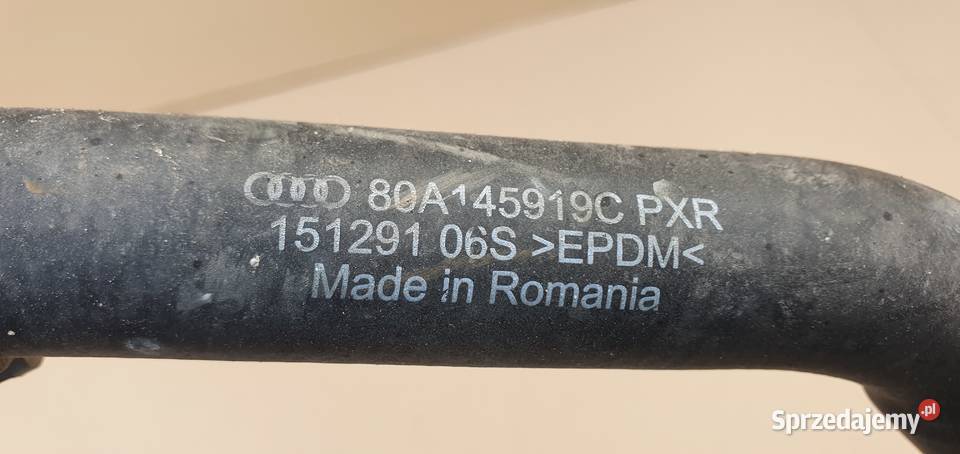 80A145919C PXR
151291 06S >EPDM<
Made in Romania
Sprzedajemy.pl